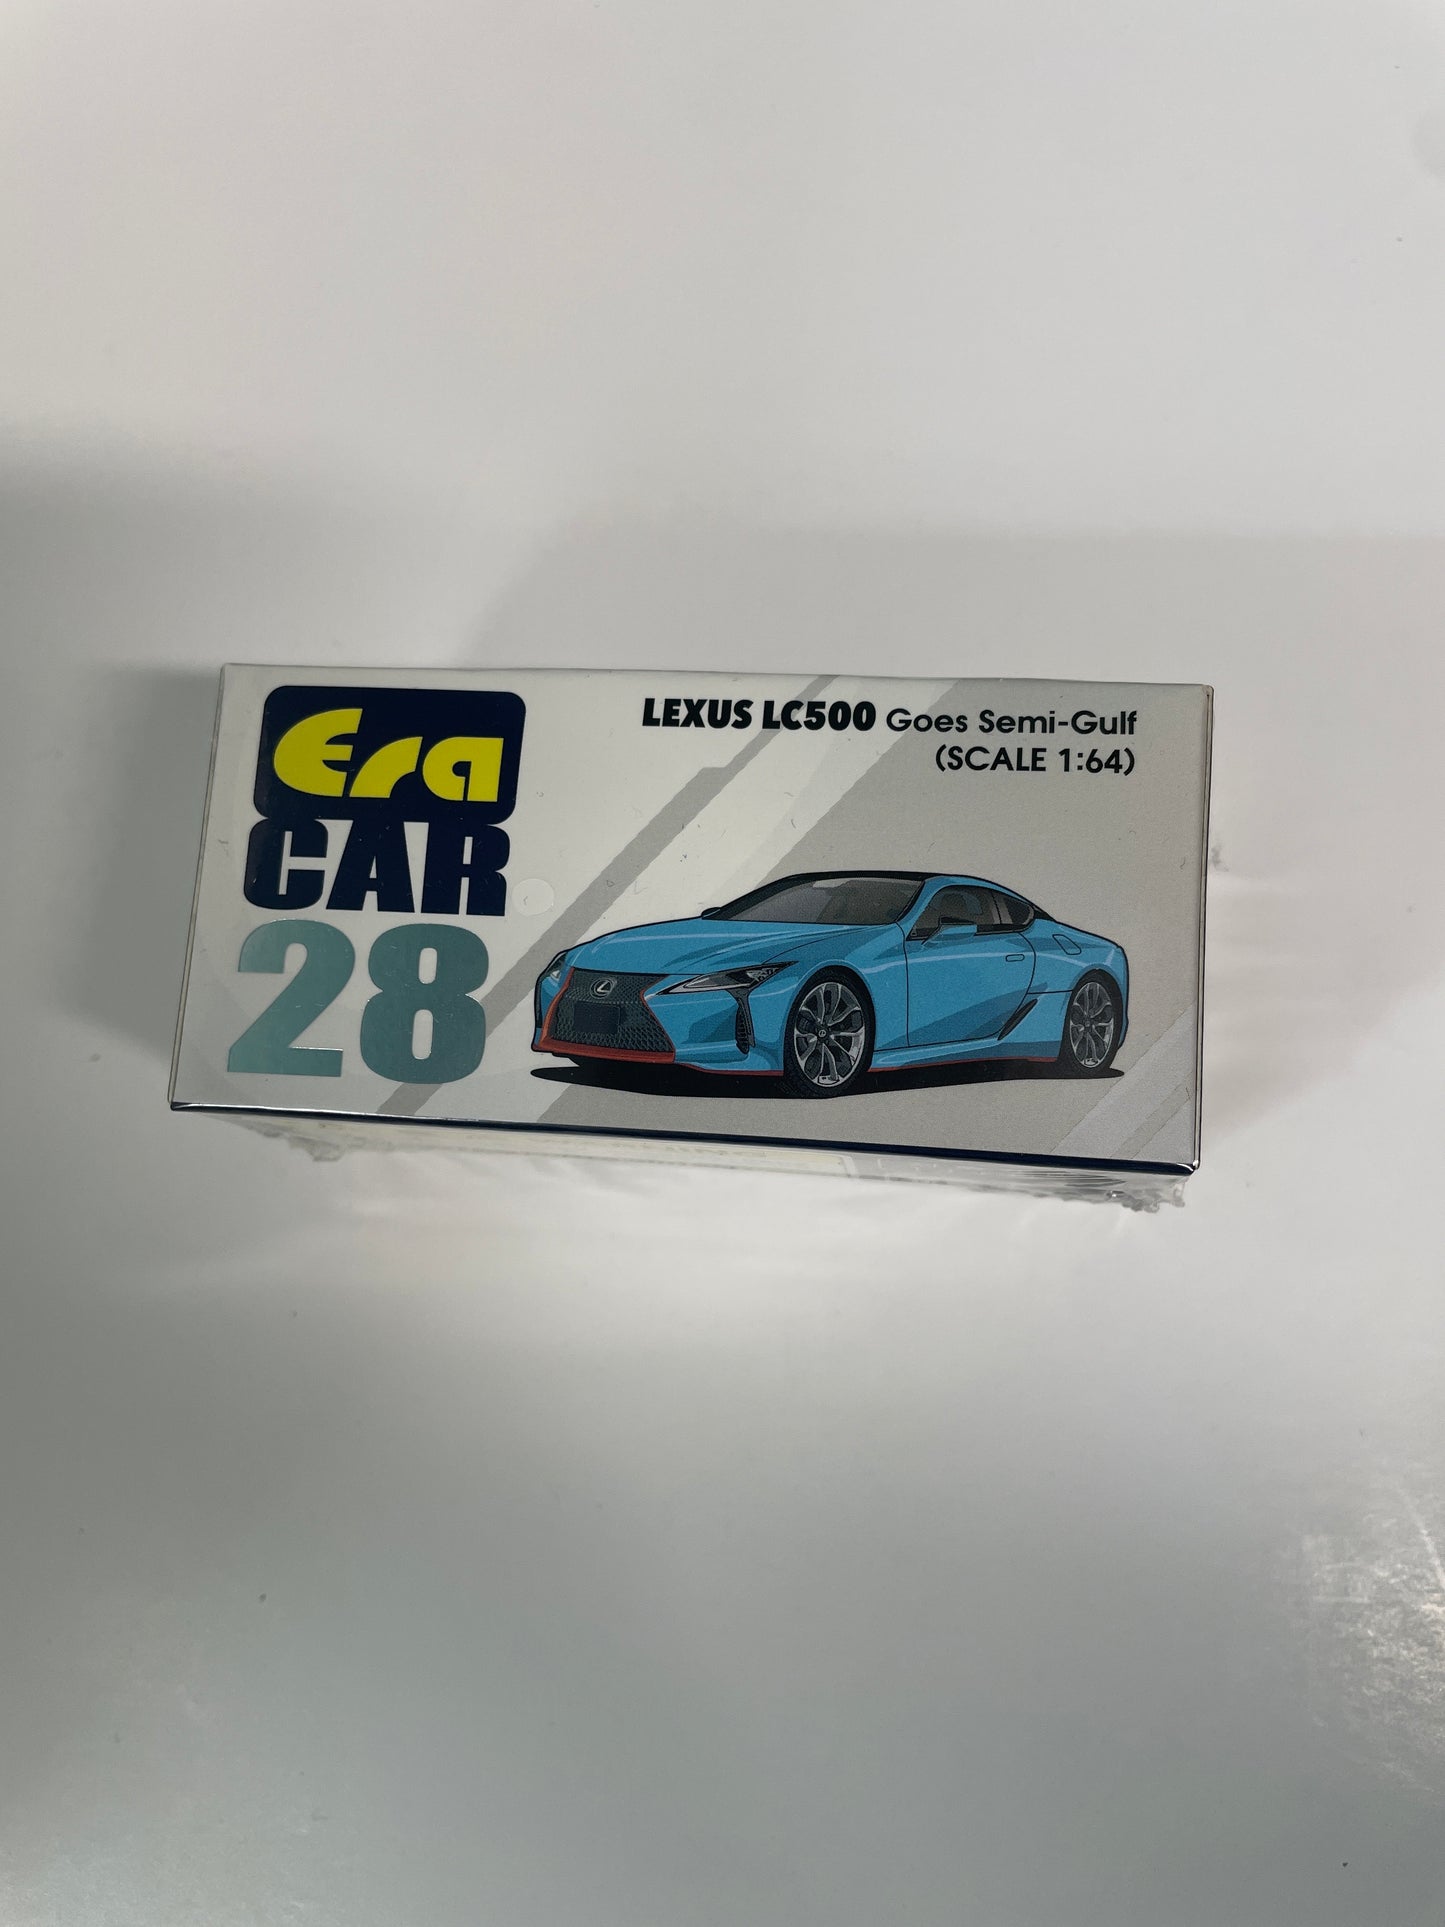 Era
CAR
28
LEXUS LC500 Goes Semi-Gulf
(SCALE 1:64)